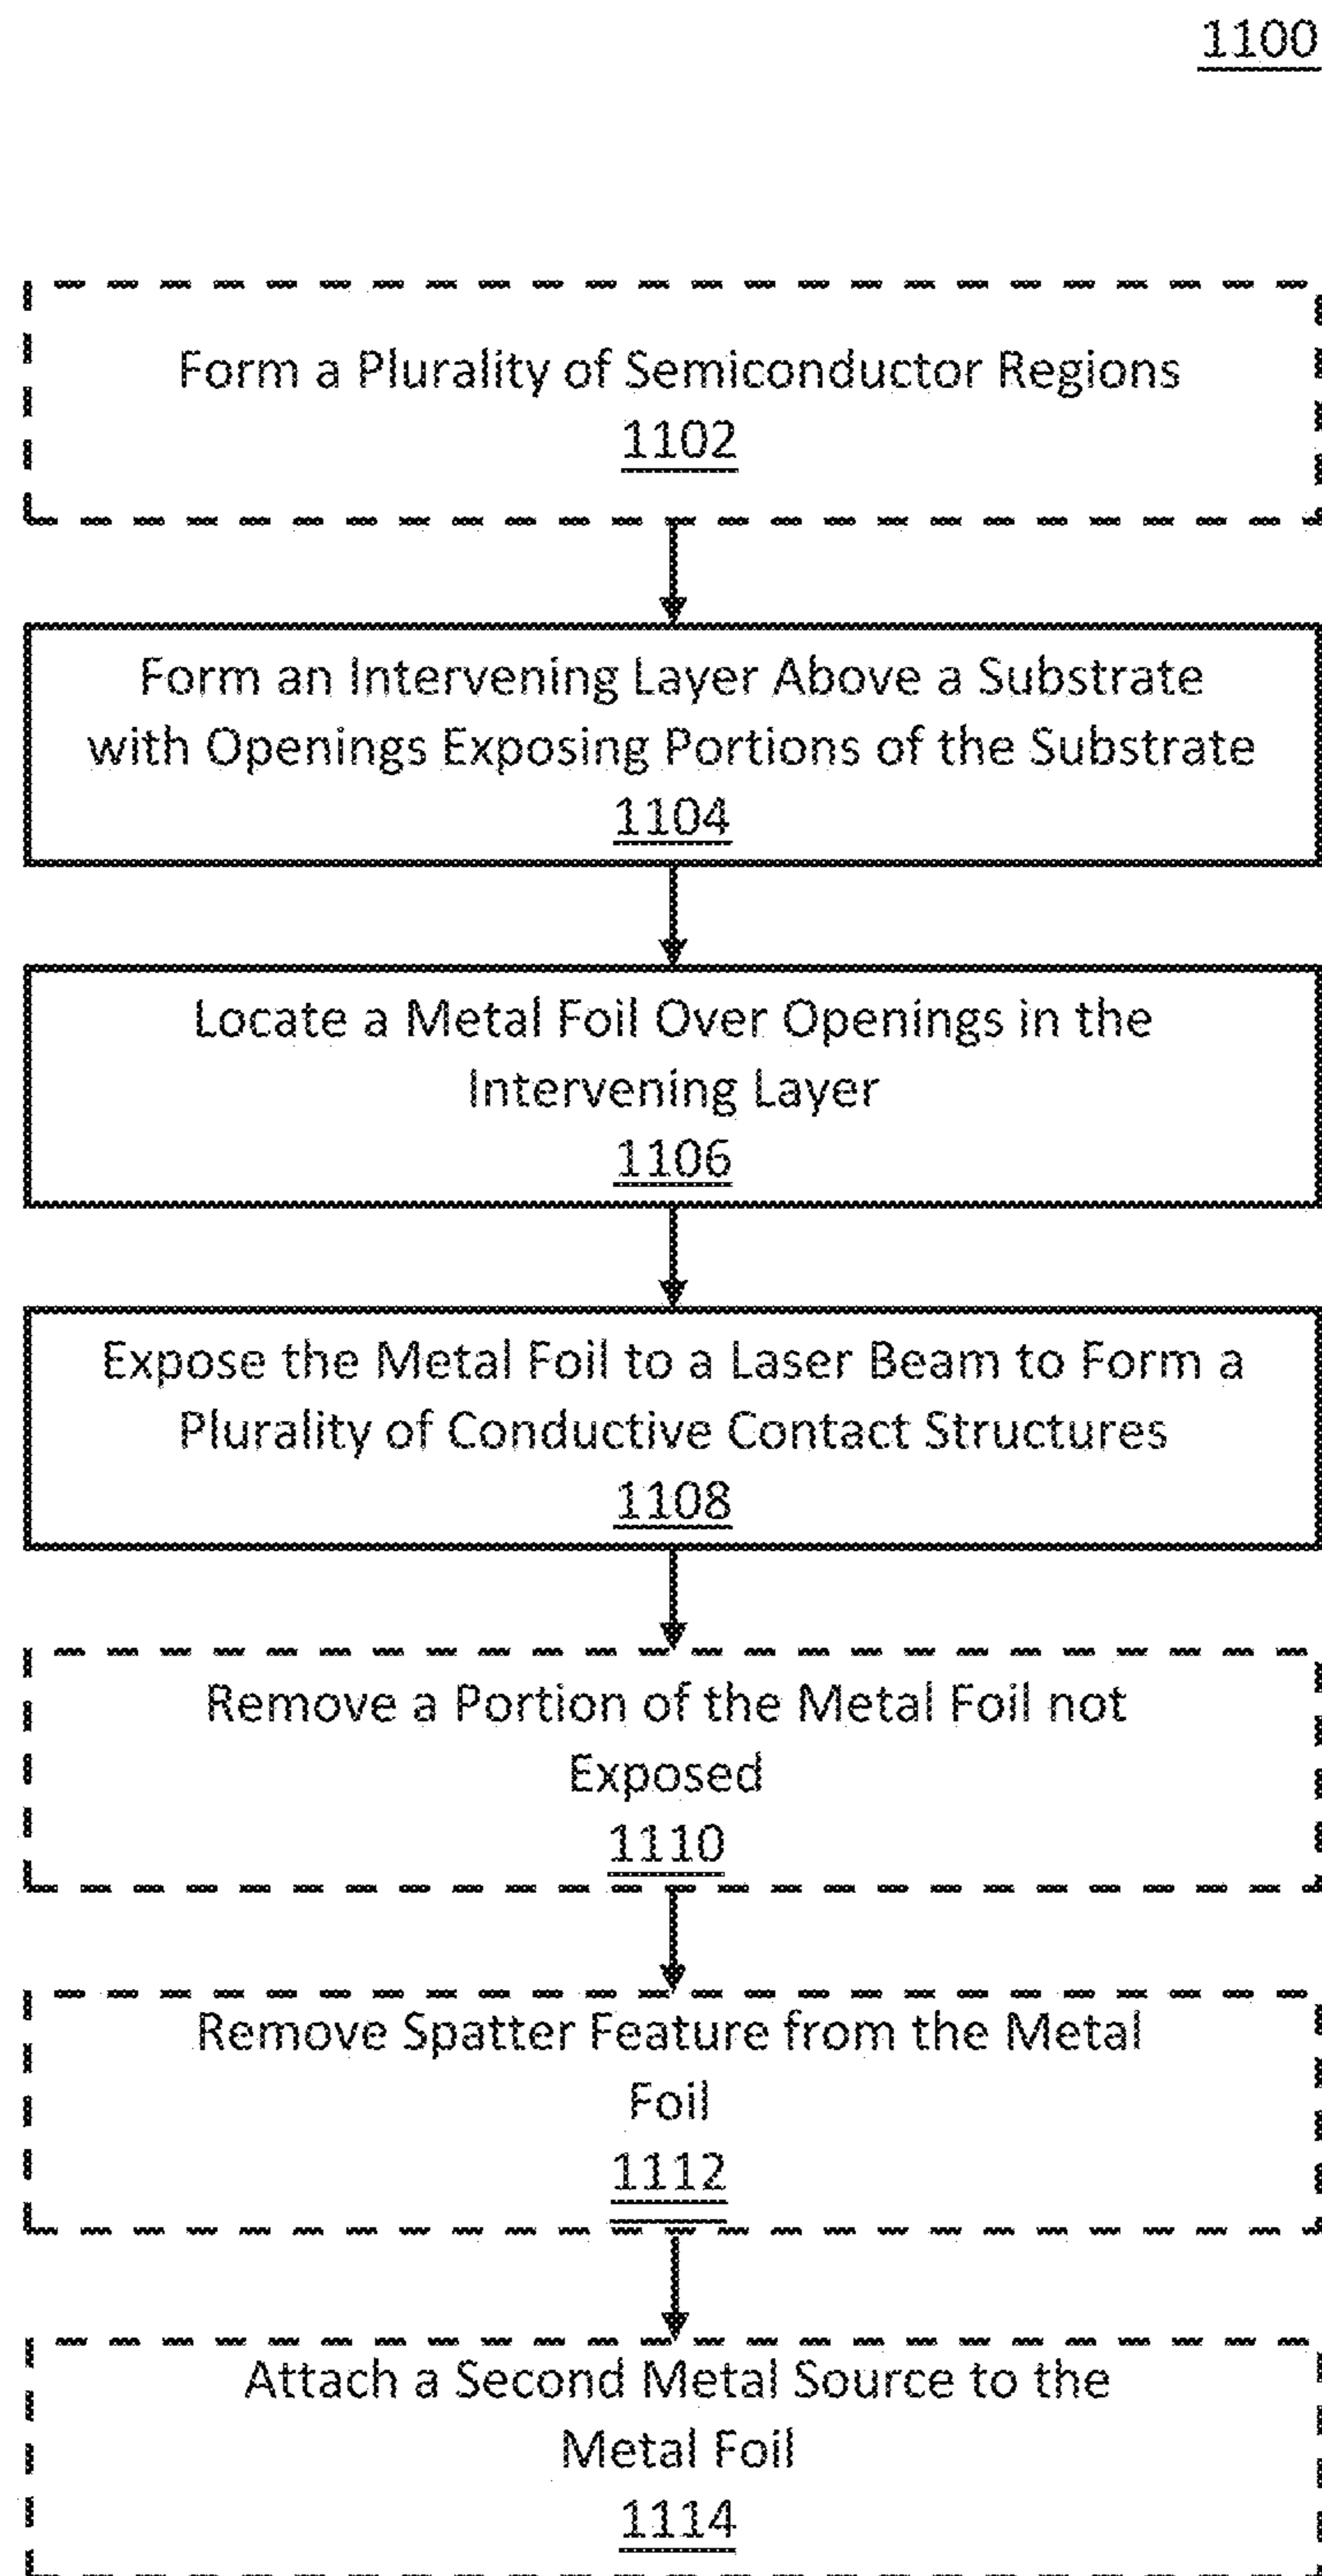 1100
Form a Plurality of Semiconductor Regions
1102
Form an Intervening Layer Above a Substrate
with Openings Exposing Portions of the Substrate
1104
Locate a Metal Foil Over Openings in the
Intervening Layer
1106
Expose the Metal Foil to a Laser Beam to Form a
Plurality of Conductive Contact Structures
1108
Remove a Portion of the Metal Foil not
Exposed
1110
Remove Spatter Feature from the Metal
Foil
1112
Attach a Second Metal Source to the
Metal Foil
1114